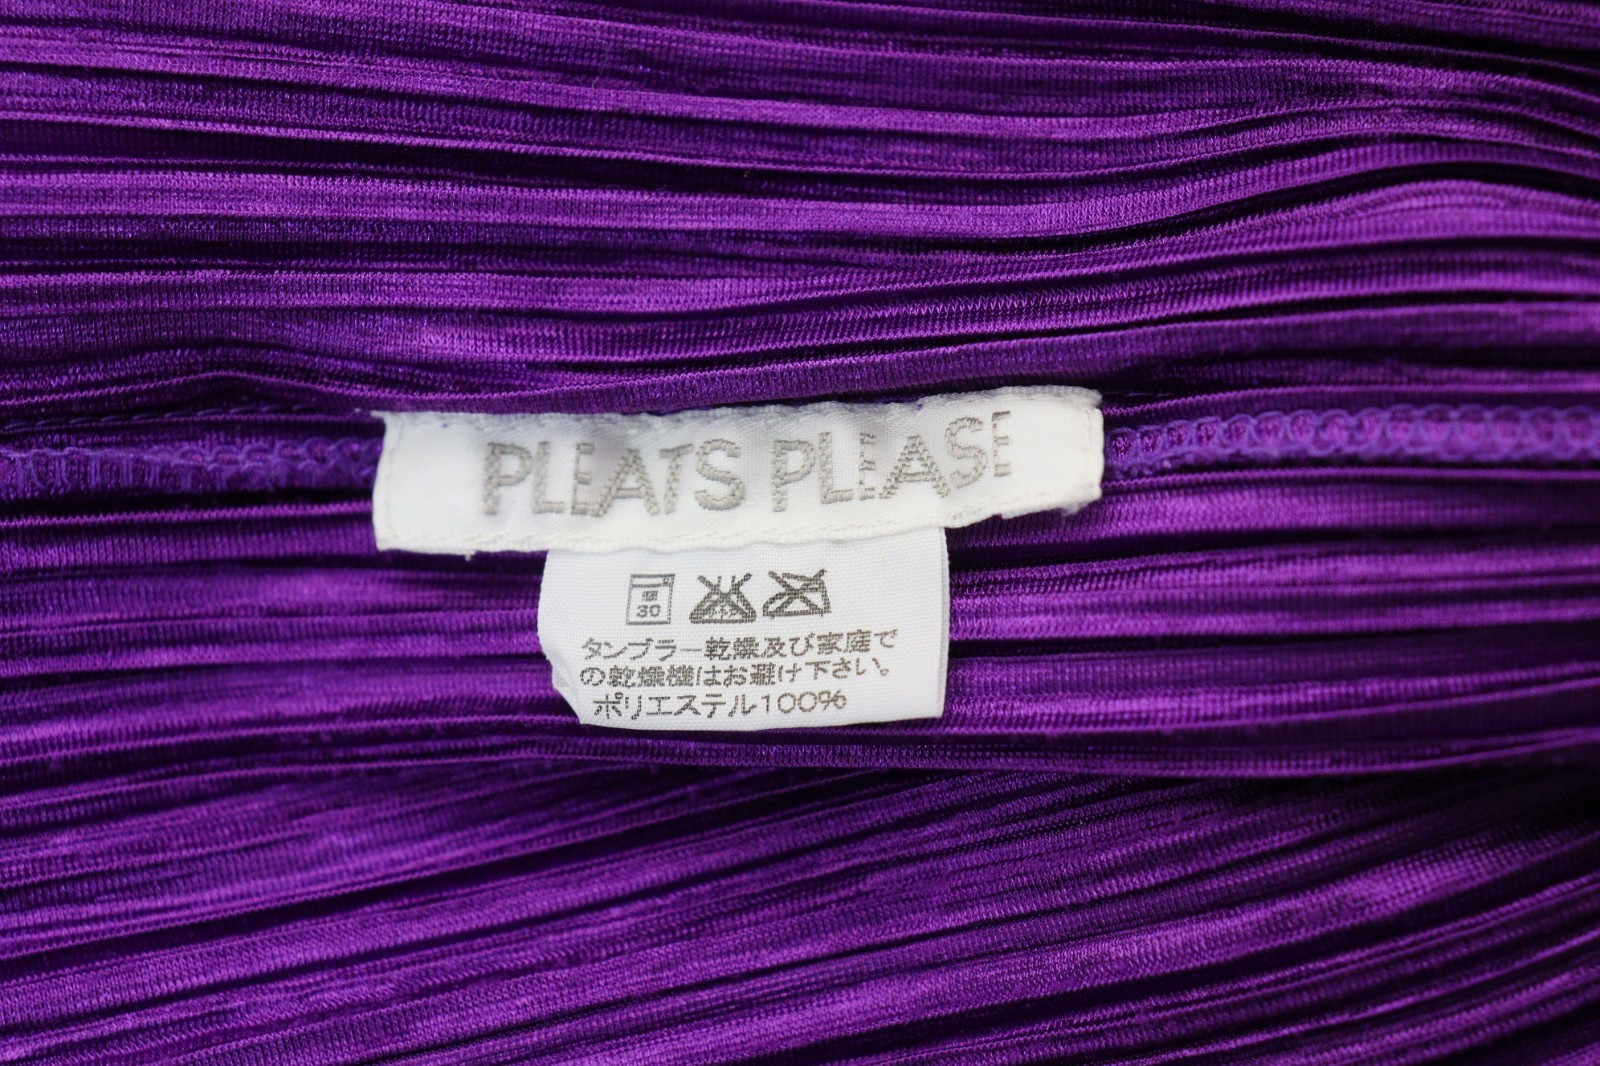 PLEATS PLEASE
30
タンブラー乾燥及び家庭で
の乾燥機はお避け下さい。
ポリエステル100%